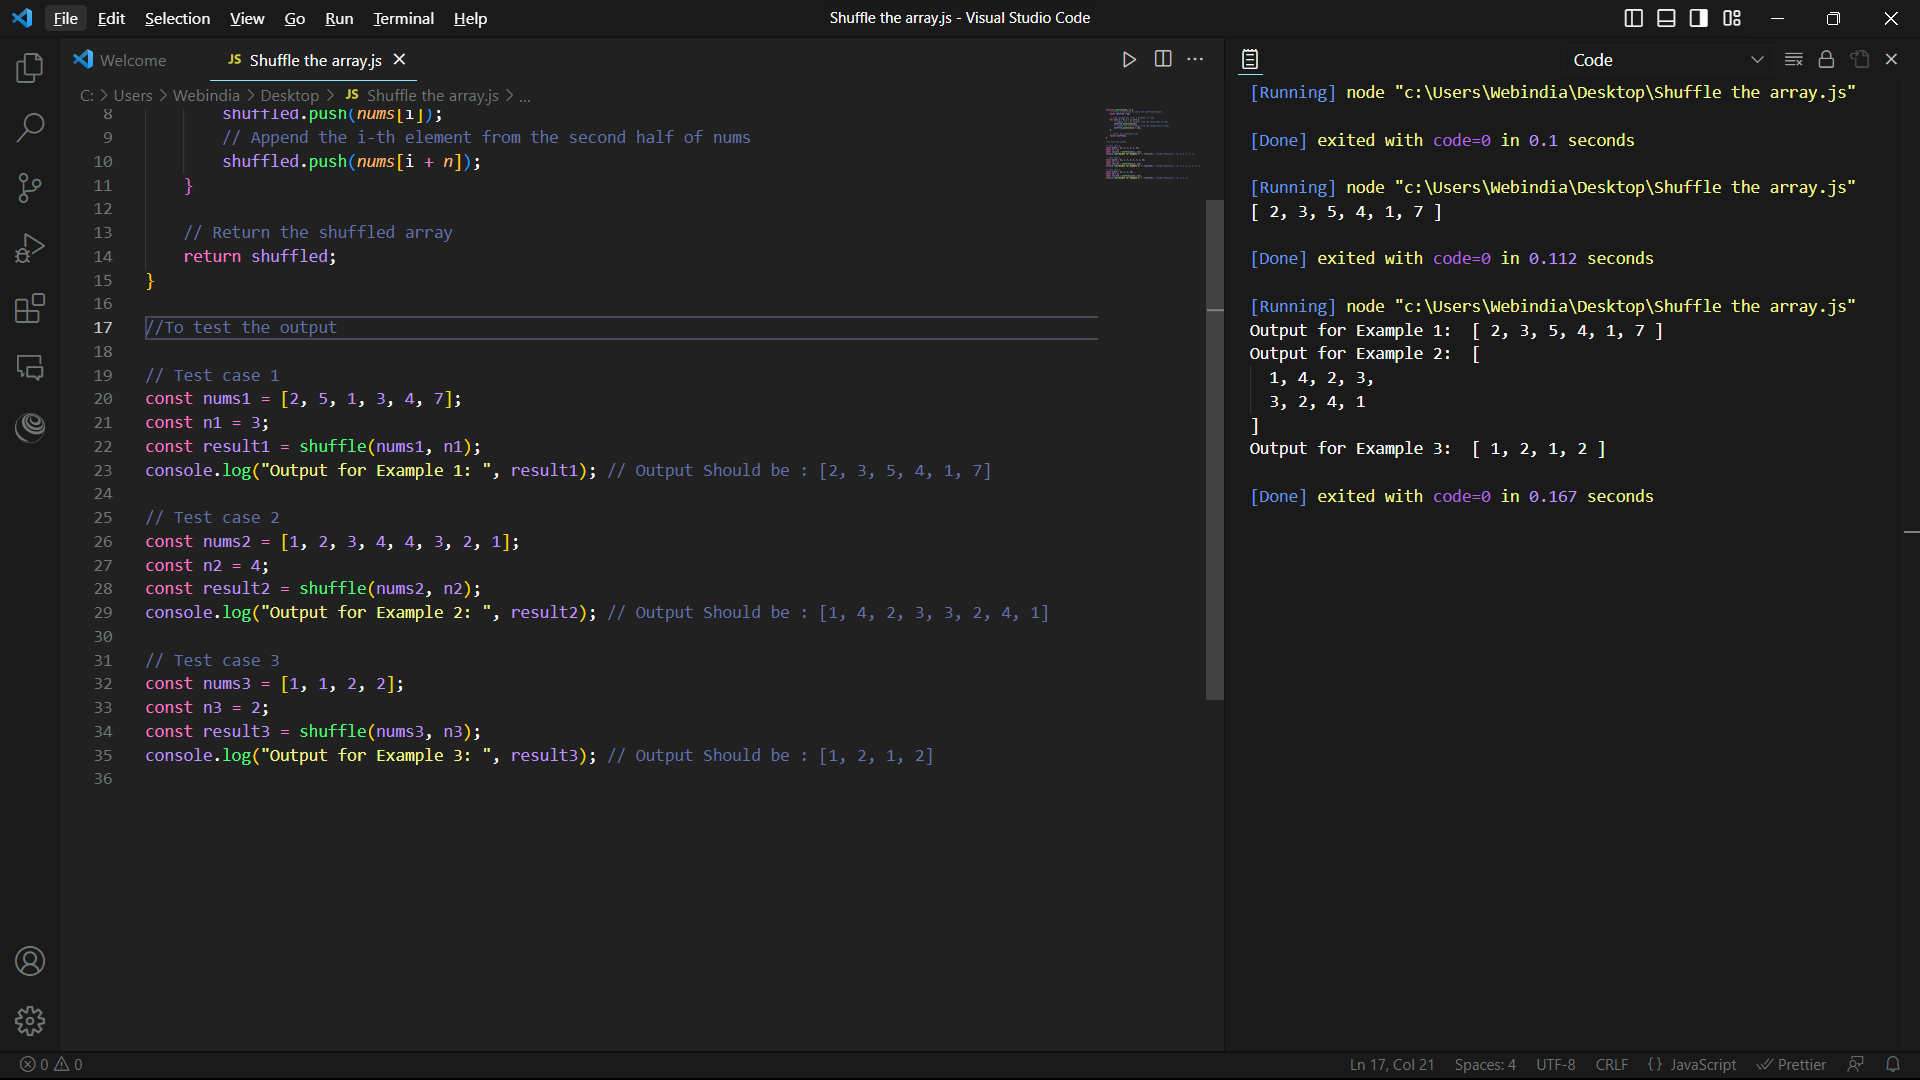 File Edit Selection View Go Run Terminal Help
Shuffle the array.js - Visual Studio Code
Welcome
JS Shuffle the array.js
C: > Users > Webindia > Desktop > JS Shuffle the array.js > ...
8 shuffled.push(nums[i]);
9 // Append the i-th element from the second half of nums
10 shuffled.push(nums[i + n]);
11 }
12
13 // Return the shuffled array
14 return shuffled;
15 }
16
17 //To test the output
18
19 // Test case 1
20 const nums1 = [2, 5, 1, 3, 4, 7];
21 const n1 = 3;
22 const result1 = shuffle(nums1, n1);
23 console.log("Output for Example 1: ", result1); // Output Should be : [2, 3, 5, 4, 1, 7]
24
25 // Test case 2
26 const nums2 = [1, 2, 3, 4, 4, 3, 2, 1];
27 const n2 = 4;
28 const result2 = shuffle(nums2, n2);
29 console.log("Output for Example 2: ", result2); // Output Should be : [1, 4, 2, 3, 3, 2, 4, 1]
30
31 // Test case 3
32 const nums3 = [1, 1, 2, 2];
33 const n3 = 2;
34 const result3 = shuffle(nums3, n3);
35 console.log("Output for Example 3: ", result3); // Output Should be : [1, 2, 1, 2]
36
Code
[Running] node "c:\Users\Webindia\Desktop\Shuffle the array.js"
[Done] exited with code=0 in 0.1 seconds
[Running] node "c:\Users\Webindia\Desktop\Shuffle the array.js"
[ 2, 3, 5, 4, 1, 7 ]
[Done] exited with code=0 in 0.112 seconds
[Running] node "c:\Users\Webindia\Desktop\Shuffle the array.js"
Output for Example 1:  [ 2, 3, 5, 4, 1, 7 ]
Output for Example 2:  [
1, 4, 2, 3,
3, 2, 4, 1
]
Output for Example 3:  [ 1, 2, 1, 2 ]
[Done] exited with code=0 in 0.167 seconds
0 0
Ln 17, Col 21 Spaces: 4 UTF-8 CRLF {} JavaScript Prettier